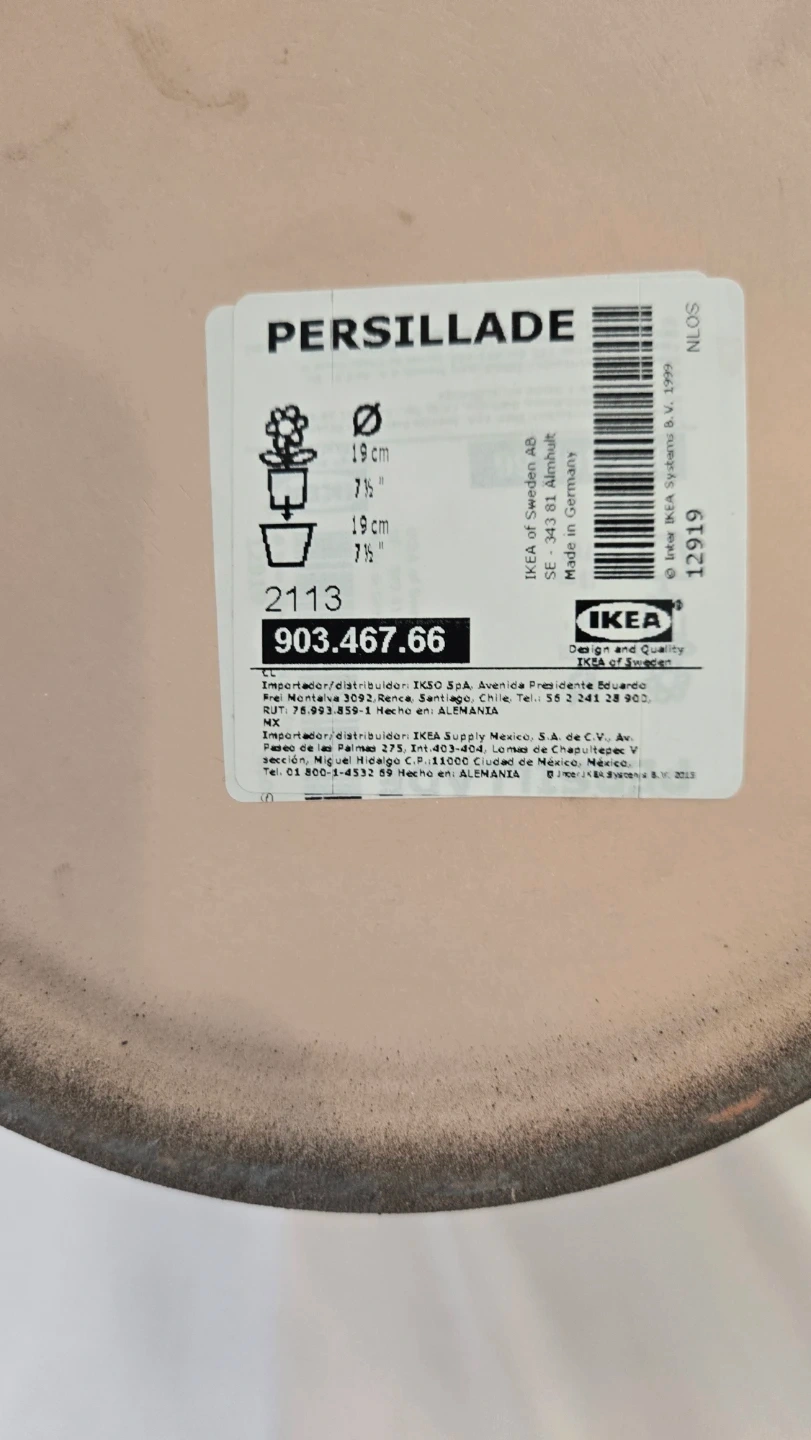 PERSILLADE
Ø
19 cm
7 ½ "
19 cm
7 ½ "
2113
903.467.66
IKEA of Sweden AB
SE - 343 81 Älmhult
Made in Germany
© Inter IKEA Systems B.V. 1999
12919
NLOS
IKEA®
Design and Quality
IKEA of Sweden
CL
Importador/distribuidor: IKSO SpA, Avenida Presidente Eduardo
Frei Montalva 3092,Renca, Santiago, Chile, Tel.: 56 2 241 28 900,
RUT: 76.993.859-1 Hecho en: ALEMANIA
MX
Importador/distribuidor: IKEA Supply Mexico, S.A. de C.V., Av.
Paseo de las Palmas 275, Int.403-404, Lomas de Chapultepec V
sección, Miguel Hidalgo C.P.:11000 Ciudad de México, México,
Tel. 01 800-1-4532 69 Hecho en: ALEMANIA
© Inter IKEA Systems B.V.